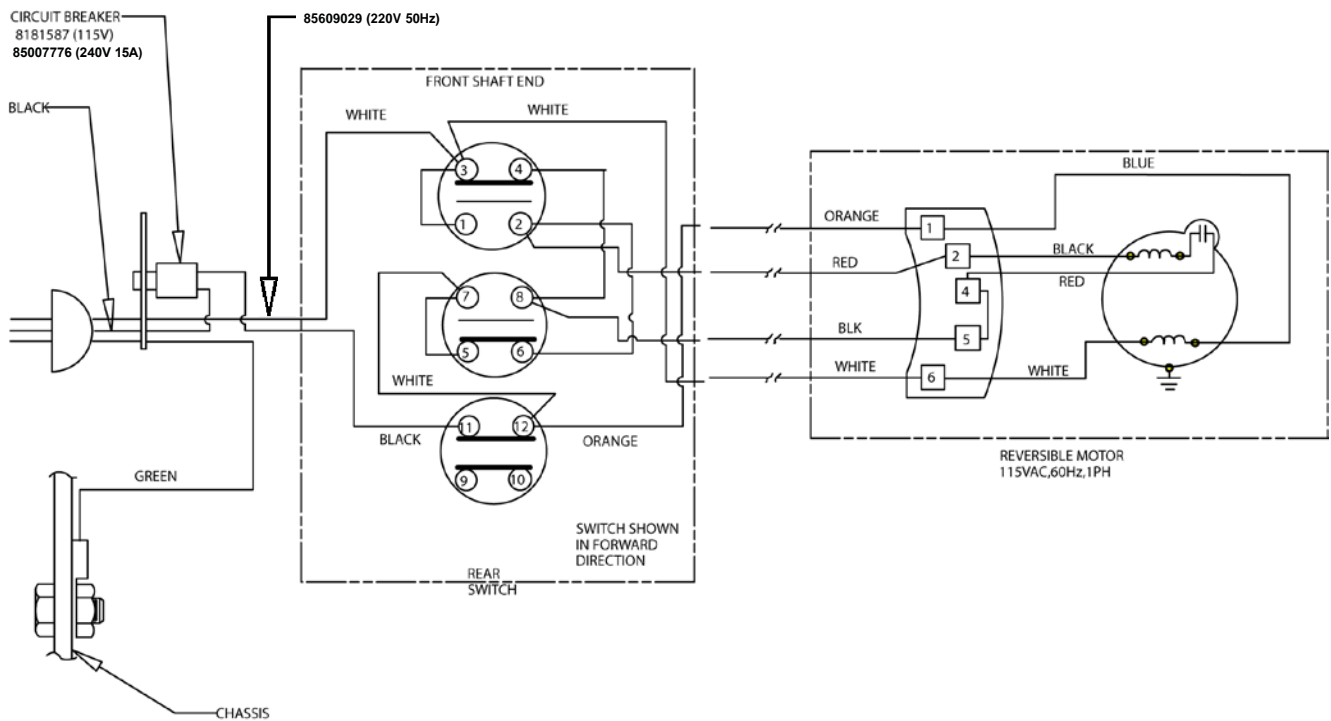 CIRCUIT BREAKER
8181587 (115V)
85007776 (240V 15A)
85609029 (220V 50Hz)
BLACK
FRONT SHAFT END
WHITE
WHITE
3
4
1
2
7
8
5
6
WHITE
11
12
9
10
BLACK
ORANGE
SWITCH SHOWN
IN FORWARD
DIRECTION
REAR
SWITCH
GREEN
CHASSIS
BLUE
ORANGE
1
RED
2
BLACK
4
RED
BLK
5
WHITE
6
WHITE
REVERSIBLE MOTOR
115VAC,60Hz,1PH